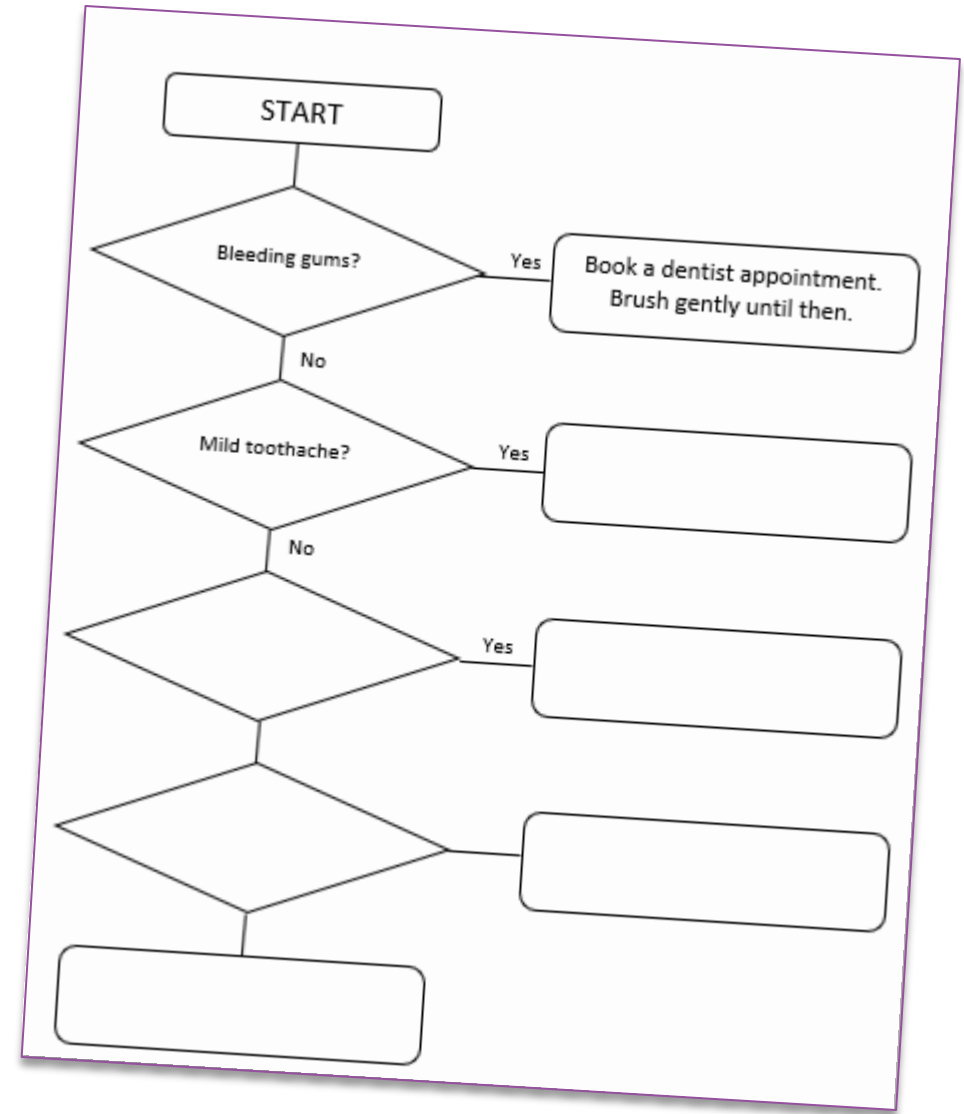 START
Bleeding gums?
Yes
Book a dentist appointment.
Brush gently until then.
No
Mild toothache?
Yes
No
Yes